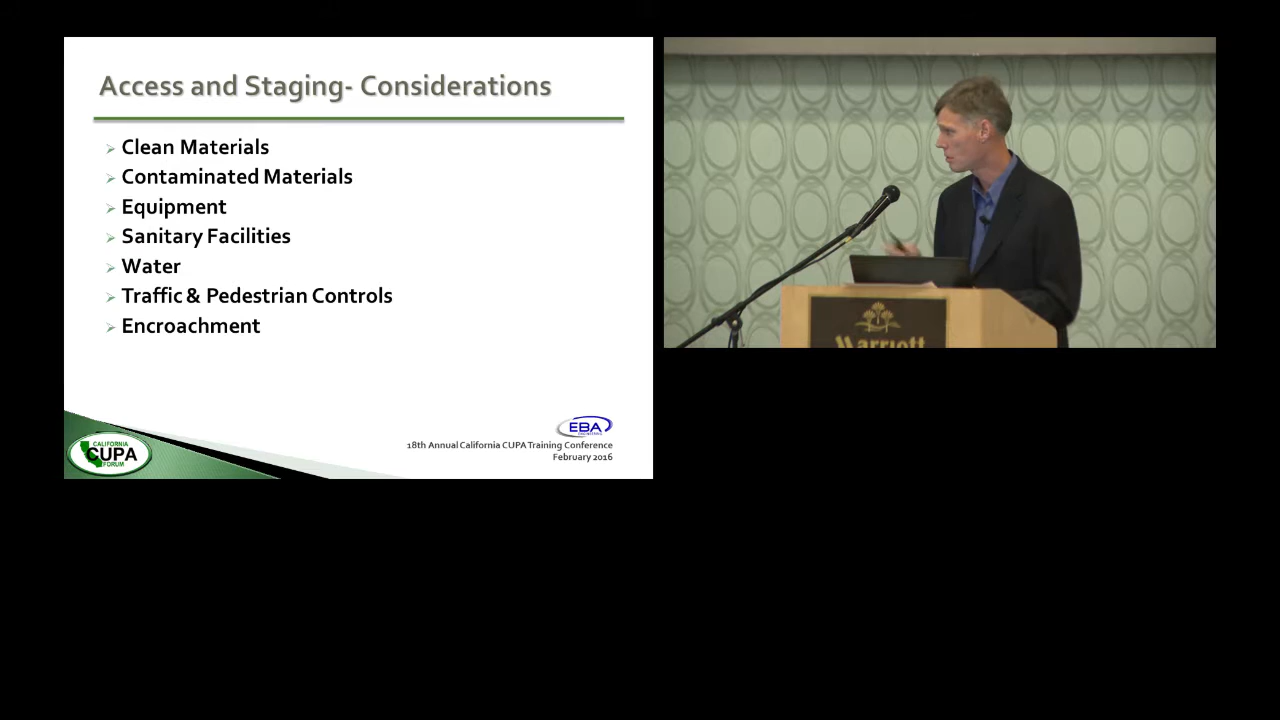 Access and Staging- Considerations
Clean Materials
Contaminated Materials
Equipment
Sanitary Facilities
Water
Traffic & Pedestrian Controls
Encroachment
EBA
18th Annual California CUPA Training Conference
February 2016
CALIFORNIA
CUPA
FORUM
Marriott